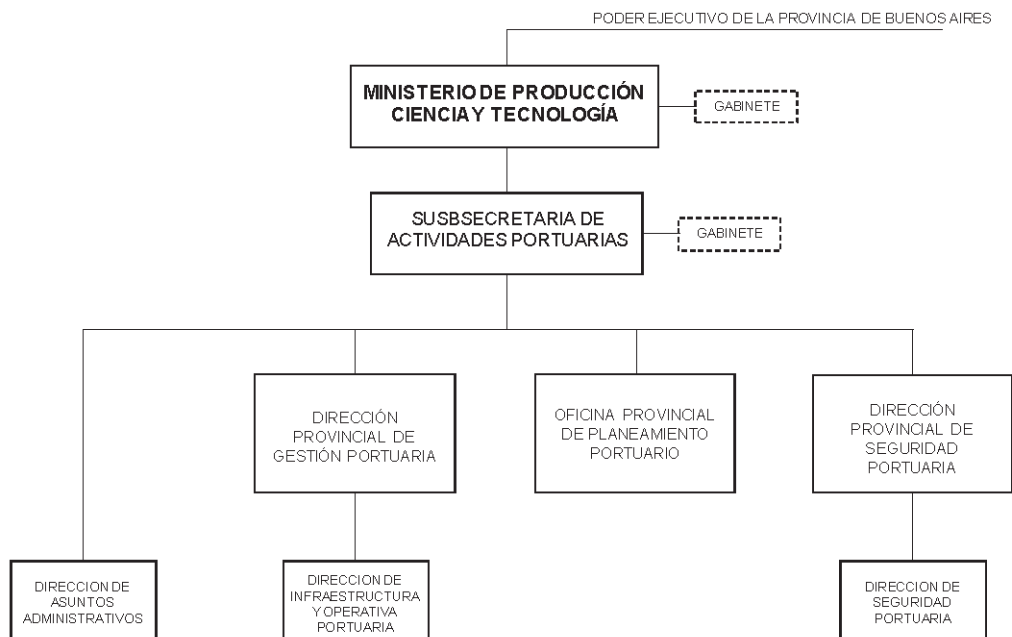 PODER EJECUTIVO DE LA PROVINCIA DE BUENOS AIRES
MINISTERIO DE PRODUCCIÓN
CIENCIA Y TECNOLOGÍA
GABINETE
SUSBSECRETARIA DE
ACTIVIDADES PORTUARIAS
GABINETE
DIRECCIÓN
PROVINCIAL DE
GESTIÓN PORTUARIA
OFICINA PROVINCIAL
DE PLANEAMIENTO
PORTUARIO
DIRECCIÓN
PROVINCIAL DE
SEGURIDAD
PORTUARIA
DIRECCION DE
ASUNTOS
ADMINISTRATIVOS
DIRECCION DE
INFRAESTRUCTURA
Y OPERATIVA
PORTUARIA
DIRECCION DE
SEGURIDAD
PORTUARIA